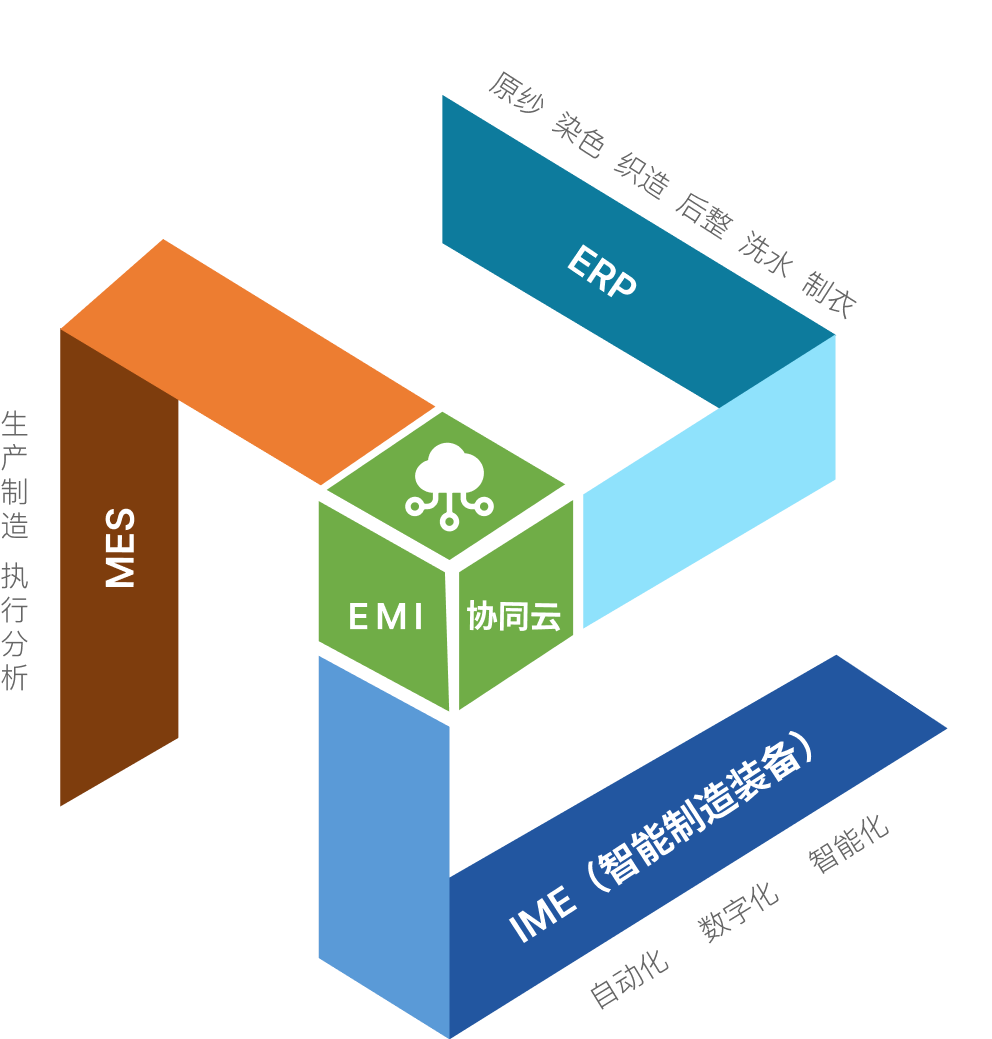 原纱 染色 织造 后整 洗水 制衣
ERP
生产制造 执行分析
MES
EMI 协同云
IME（智能制造装备）
自动化 数字化 智能化